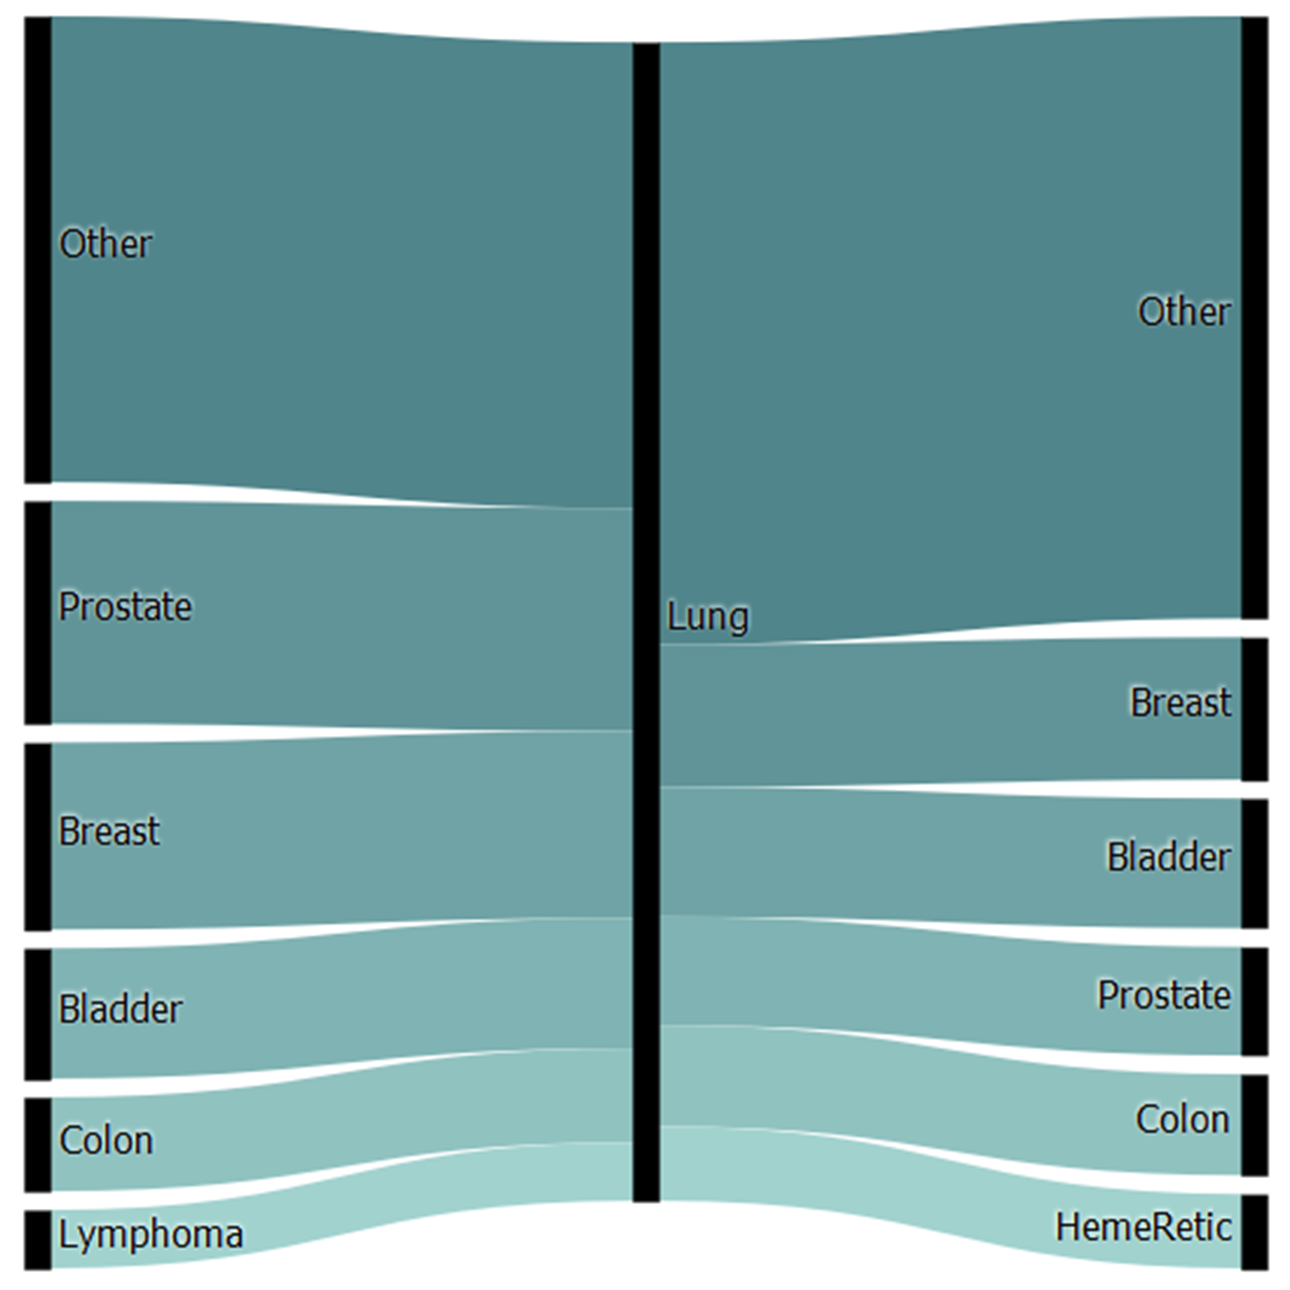 Other
Prostate
Breast
Bladder
Colon
Lymphoma
Lung
Other
Breast
Bladder
Prostate
Colon
HemeRetic